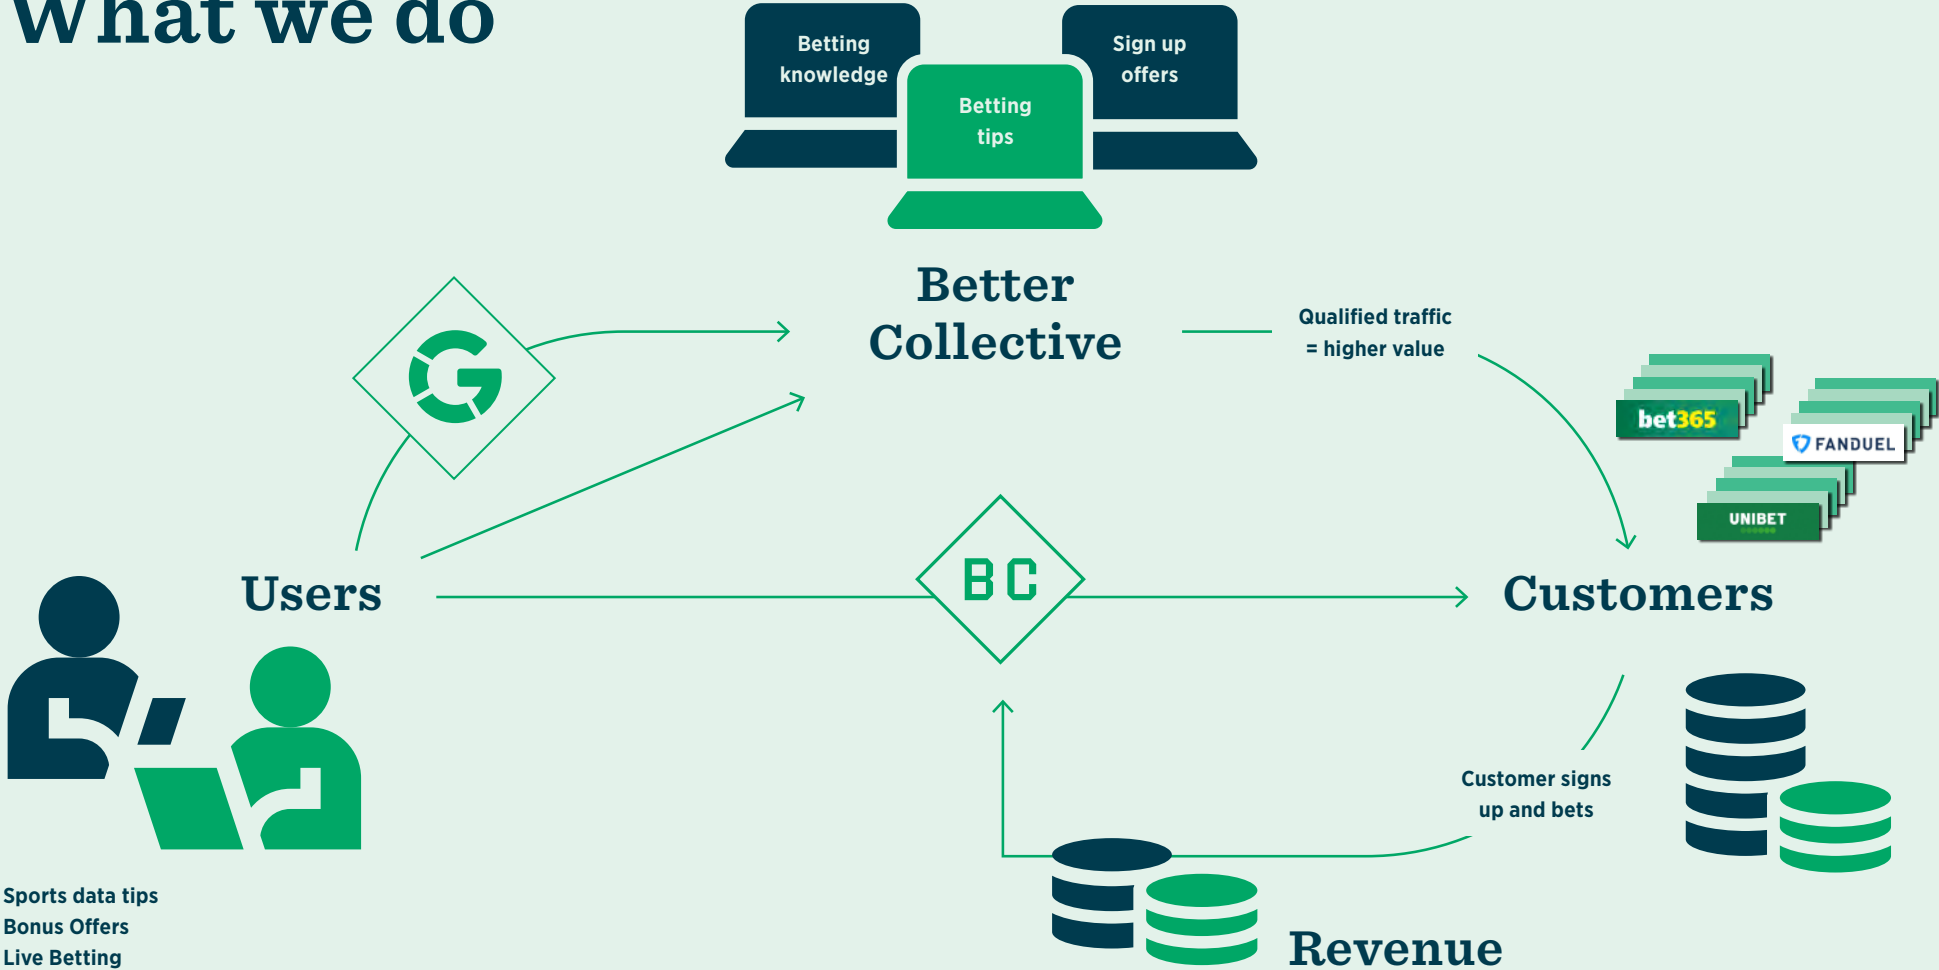 What we do
Betting
knowledge
Sign up
offers
Betting
tips
Better
Collective
G
Qualified traffic
= higher value
bet365
FANDUEL
UNIBET
BC
Users
Customers
Customer signs
up and bets
Sports data tips
Bonus Offers
Live Betting
Revenue